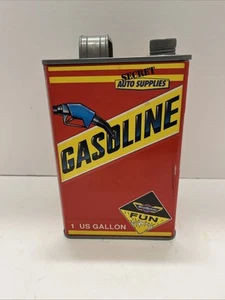 SECRET
AUTO SUPPLIES
GASOLINE
FUN
1 US GALLON